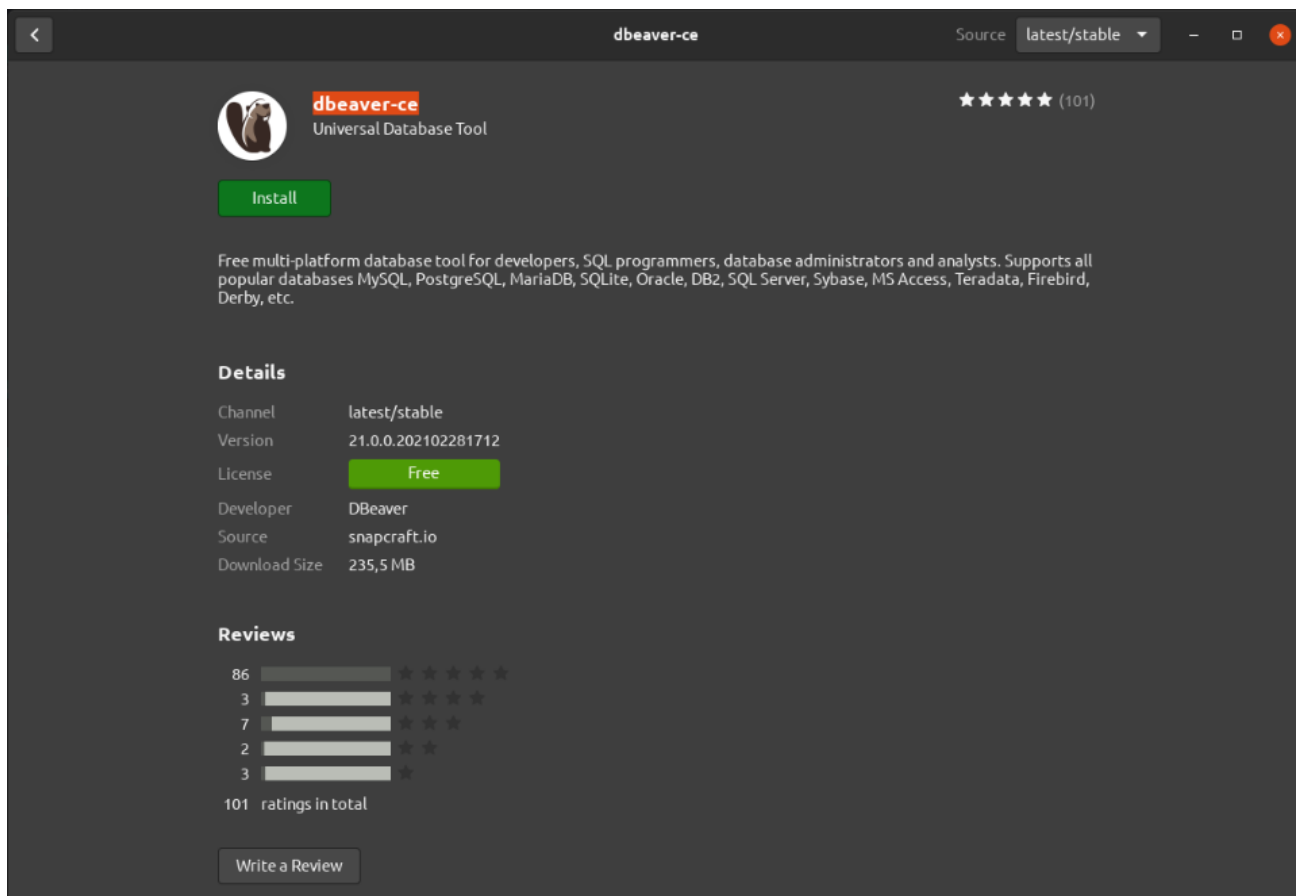 dbeaver-ce
Source latest/stable
dbeaver-ce
(101)
Universal Database Tool
Install
Free multi-platform database tool for developers, SQL programmers, database administrators and analysts. Supports all
popular databases MySQL, PostgreSQL, MariaDB, SQLite, Oracle, DB2, SQL Server, Sybase, MS Access, Teradata, Firebird,
Derby, etc.
Details
Channel latest/stable
Version 21.0.0.202102281712
License Free
Developer DBeaver
Source snapcraft.io
Download Size 235,5 MB
Reviews
86
3
7
2
3
101 ratings in total
Write a Review